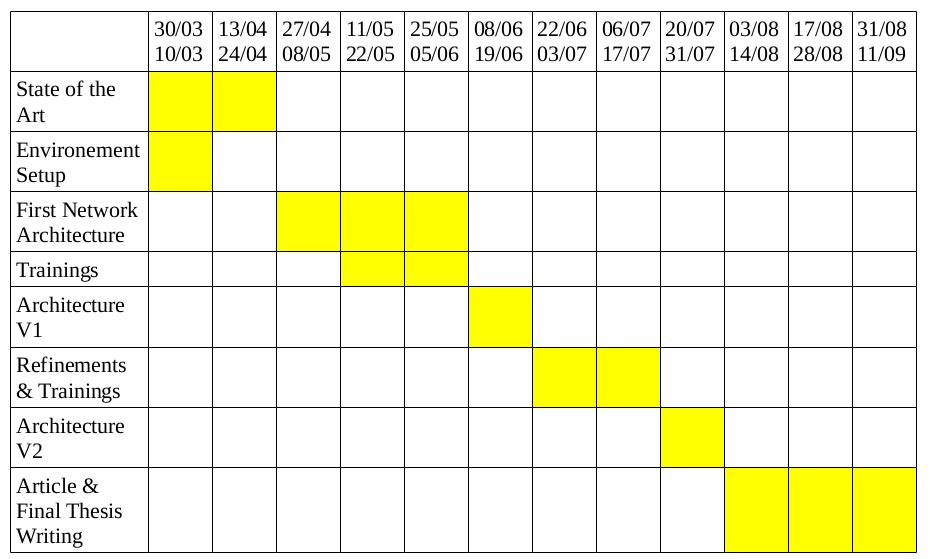 30/03 13/04 27/04 11/05 25/05 08/06 22/06 06/07 20/07 03/08 17/08 31/08
10/03 24/04 08/05 22/05 05/06 19/06 03/07 17/07 31/07 14/08 28/08 11/09
State of the
Art
Environement
Setup
First Network
Architecture
Trainings
Architecture
V1
Refinements
& Trainings
Architecture
V2
Article &
Final Thesis
Writing